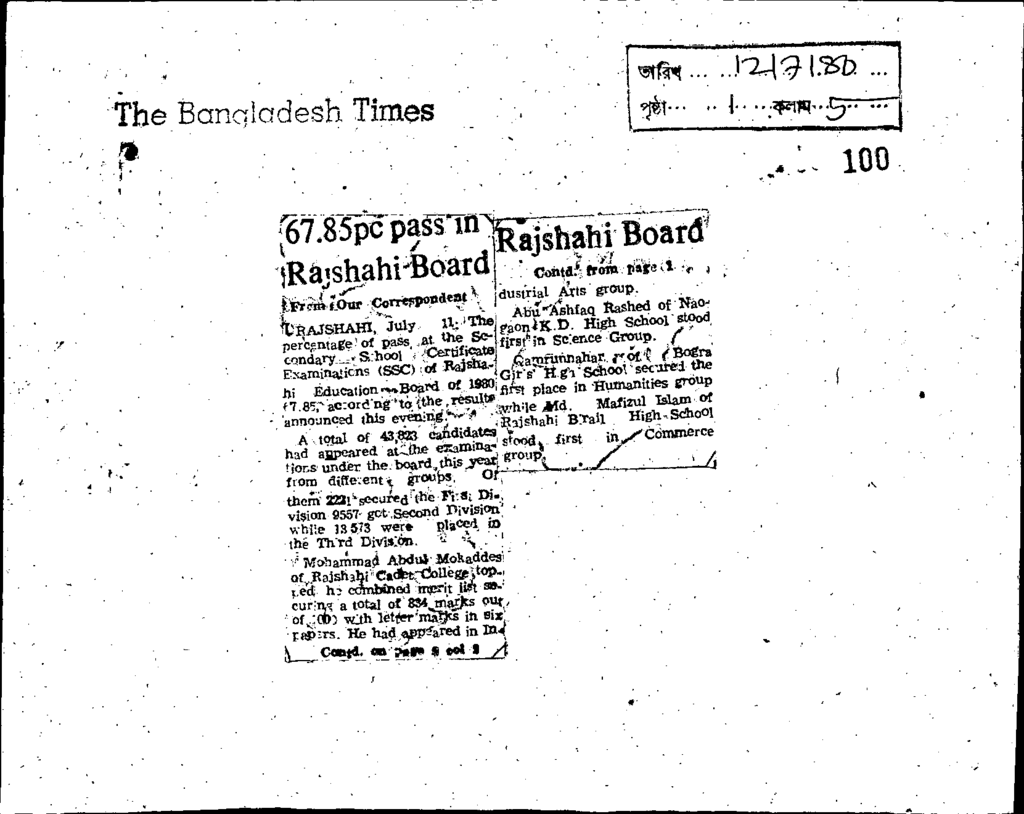 The Bangladesh Times
তারিখ ... ...12.7.80. ...
পৃষ্ঠা... .. 1 ... কলাম...5... ...
100
67.85pc pass in
Rajshahi Board
From Our Correspondent
RAJSHAHI, July 11: The
percentage of pass at the Se-
condary School Certificate
Examinations (SSC) of Rajsha-
hi Education Board of 1980
67.85, according to the results
announced this evening.
A total of 43,823 candidates
had appeared at the examina-
tions under the board this year
from different groups. Of
them 2221 secured the First Di-
vision 9557 got Second Division
while 13573 were placed in
the Third Division.
Mohammad Abdul Mokaddes
of Rajshahi Cadet College top-
ped he combined merit list se-
curing a total of 834 marks out
of 1000 with letter marks in six
papers. He had appeared in In-
Contd. on page col
Rajshahi Board
Contd. from page 1
dustrial Arts group.
Abu Ashfaq Rashed of Nao-
gaon K.D. High School stood
first in Science Group.
Qamrunnahar of Bogra
Girs' High School secured the
first place in Humanities group
while Md. Mafizul Islam of
Rajshahi High School
stood first in Commerce
group.